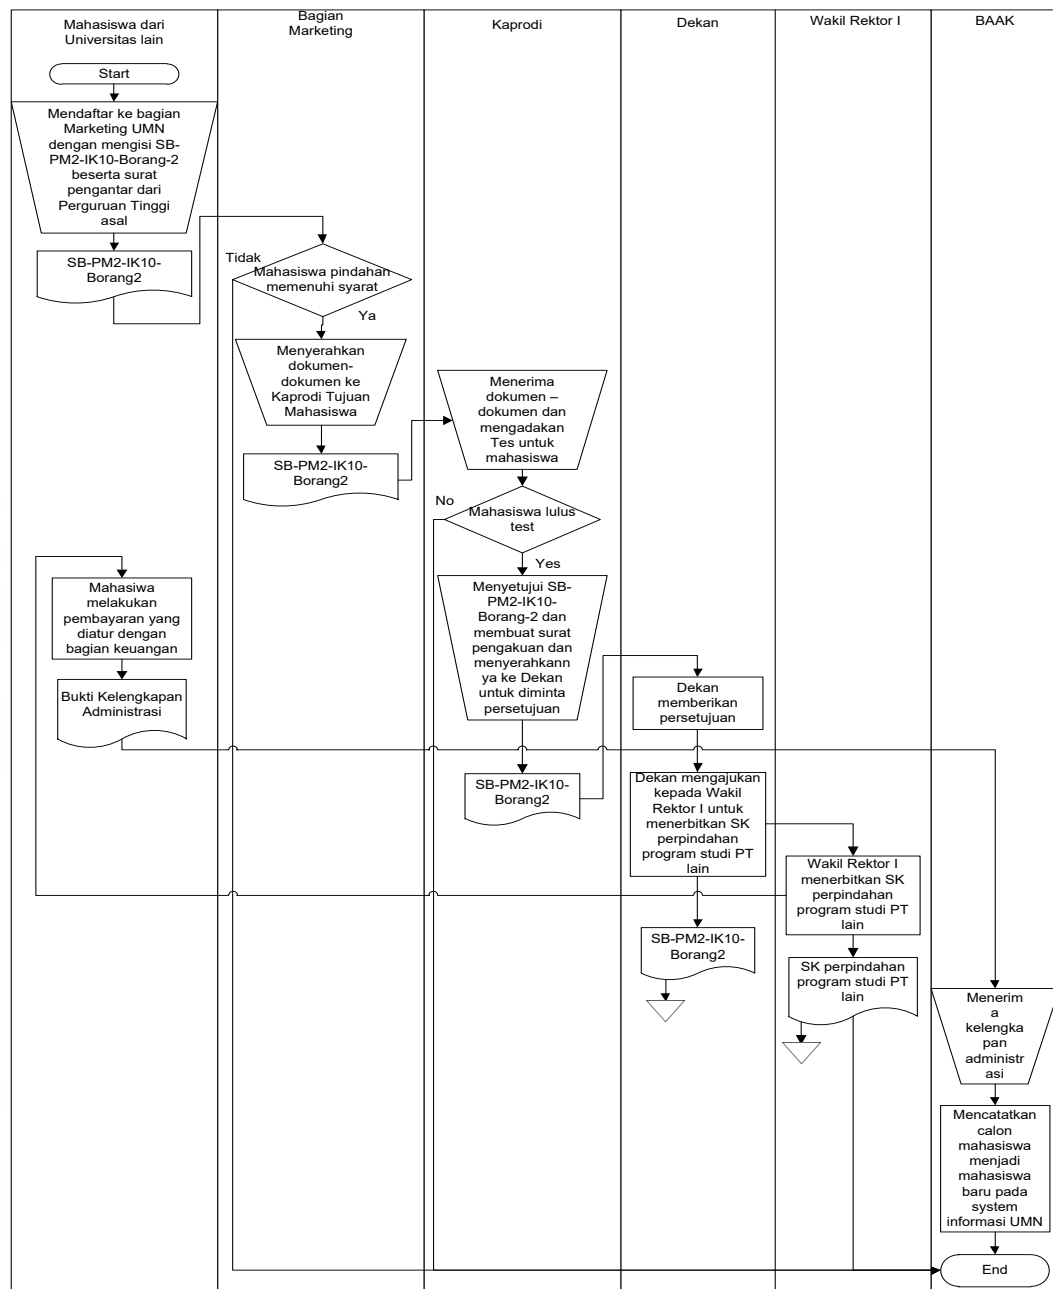 Mahasiswa dari
Universitas lain
Bagian
Marketing
Kaprodi
Dekan
Wakil Rektor I
BAAK
Start
Mendaftar ke bagian
Marketing UMN
dengan mengisi SB-
PM2-IK10-Borang-2
beserta surat
pengantar dari
Perguruan Tinggi
asal
SB-PM2-IK10-
Borang2
Tidak
Mahasiswa pindahan
memenuhi syarat
Ya
Menyerahkan
dokumen-
dokumen ke
Kaprodi Tujuan
Mahasiswa
SB-PM2-IK10-
Borang2
Menerima
dokumen –
dokumen dan
mengadakan
Tes untuk
mahasiswa
No
Mahasiswa lulus
test
Yes
Menyetujui SB-
PM2-IK10-
Borang-2 dan
membuat surat
pengakuan dan
menyerahkann
ya ke Dekan
untuk diminta
persetujuan
SB-PM2-IK10-
Borang2
Mahasiwa
melakukan
pembayaran yang
diatur dengan
bagian keuangan
Bukti Kelengkapan
Administrasi
Dekan
memberikan
persetujuan
Dekan mengajukan
kepada Wakil
Rektor I untuk
menerbitkan SK
perpindahan
program studi PT
lain
SB-PM2-IK10-
Borang2
Wakil Rektor I
menerbitkan SK
perpindahan
program studi PT
lain
SK perpindahan
program studi PT
lain
Menerim
a
kelengka
pan
administr
asi
Mencatatkan
calon
mahasiswa
menjadi
mahasiswa
baru pada
system
informasi UMN
End